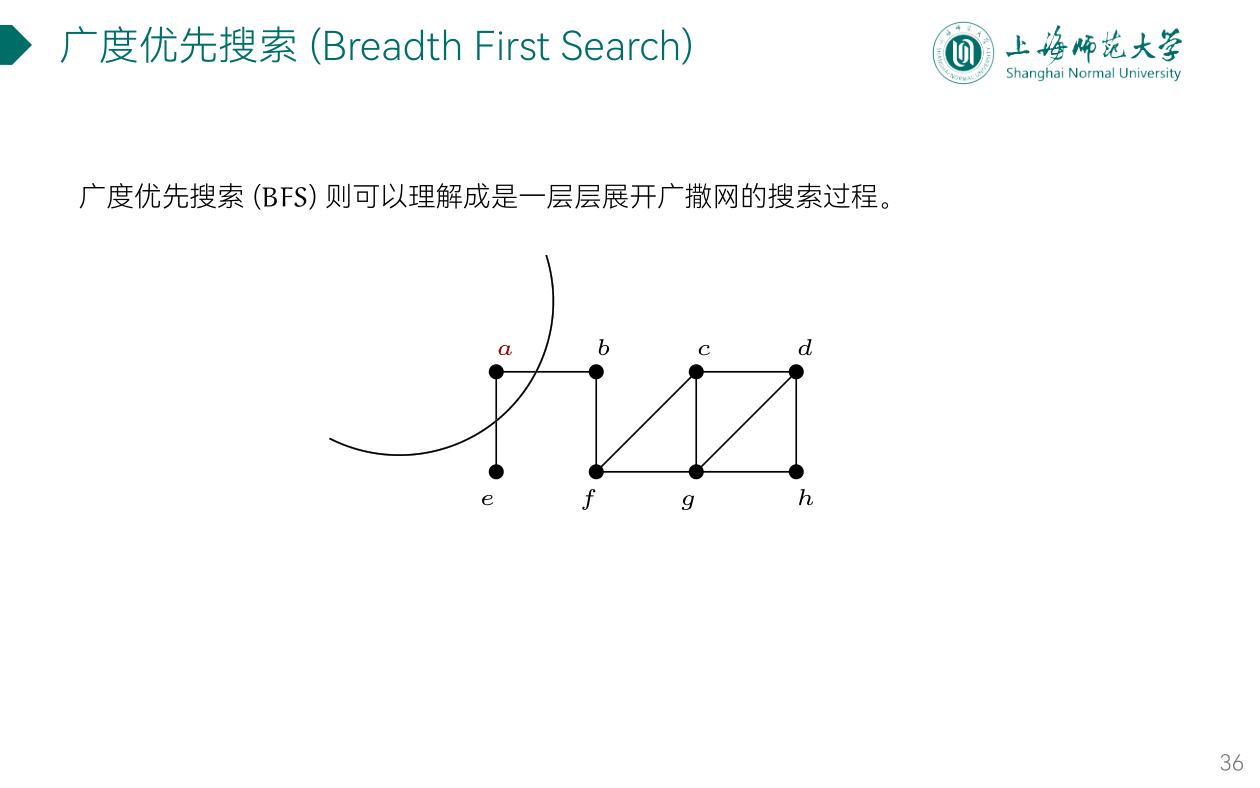 广度优先搜索 (Breadth First Search)
上海师范大学
Shanghai Normal University
广度优先搜索 (BFS) 则可以理解成是一层层展开广撒网的搜索过程。
a b c d
e f g h
36